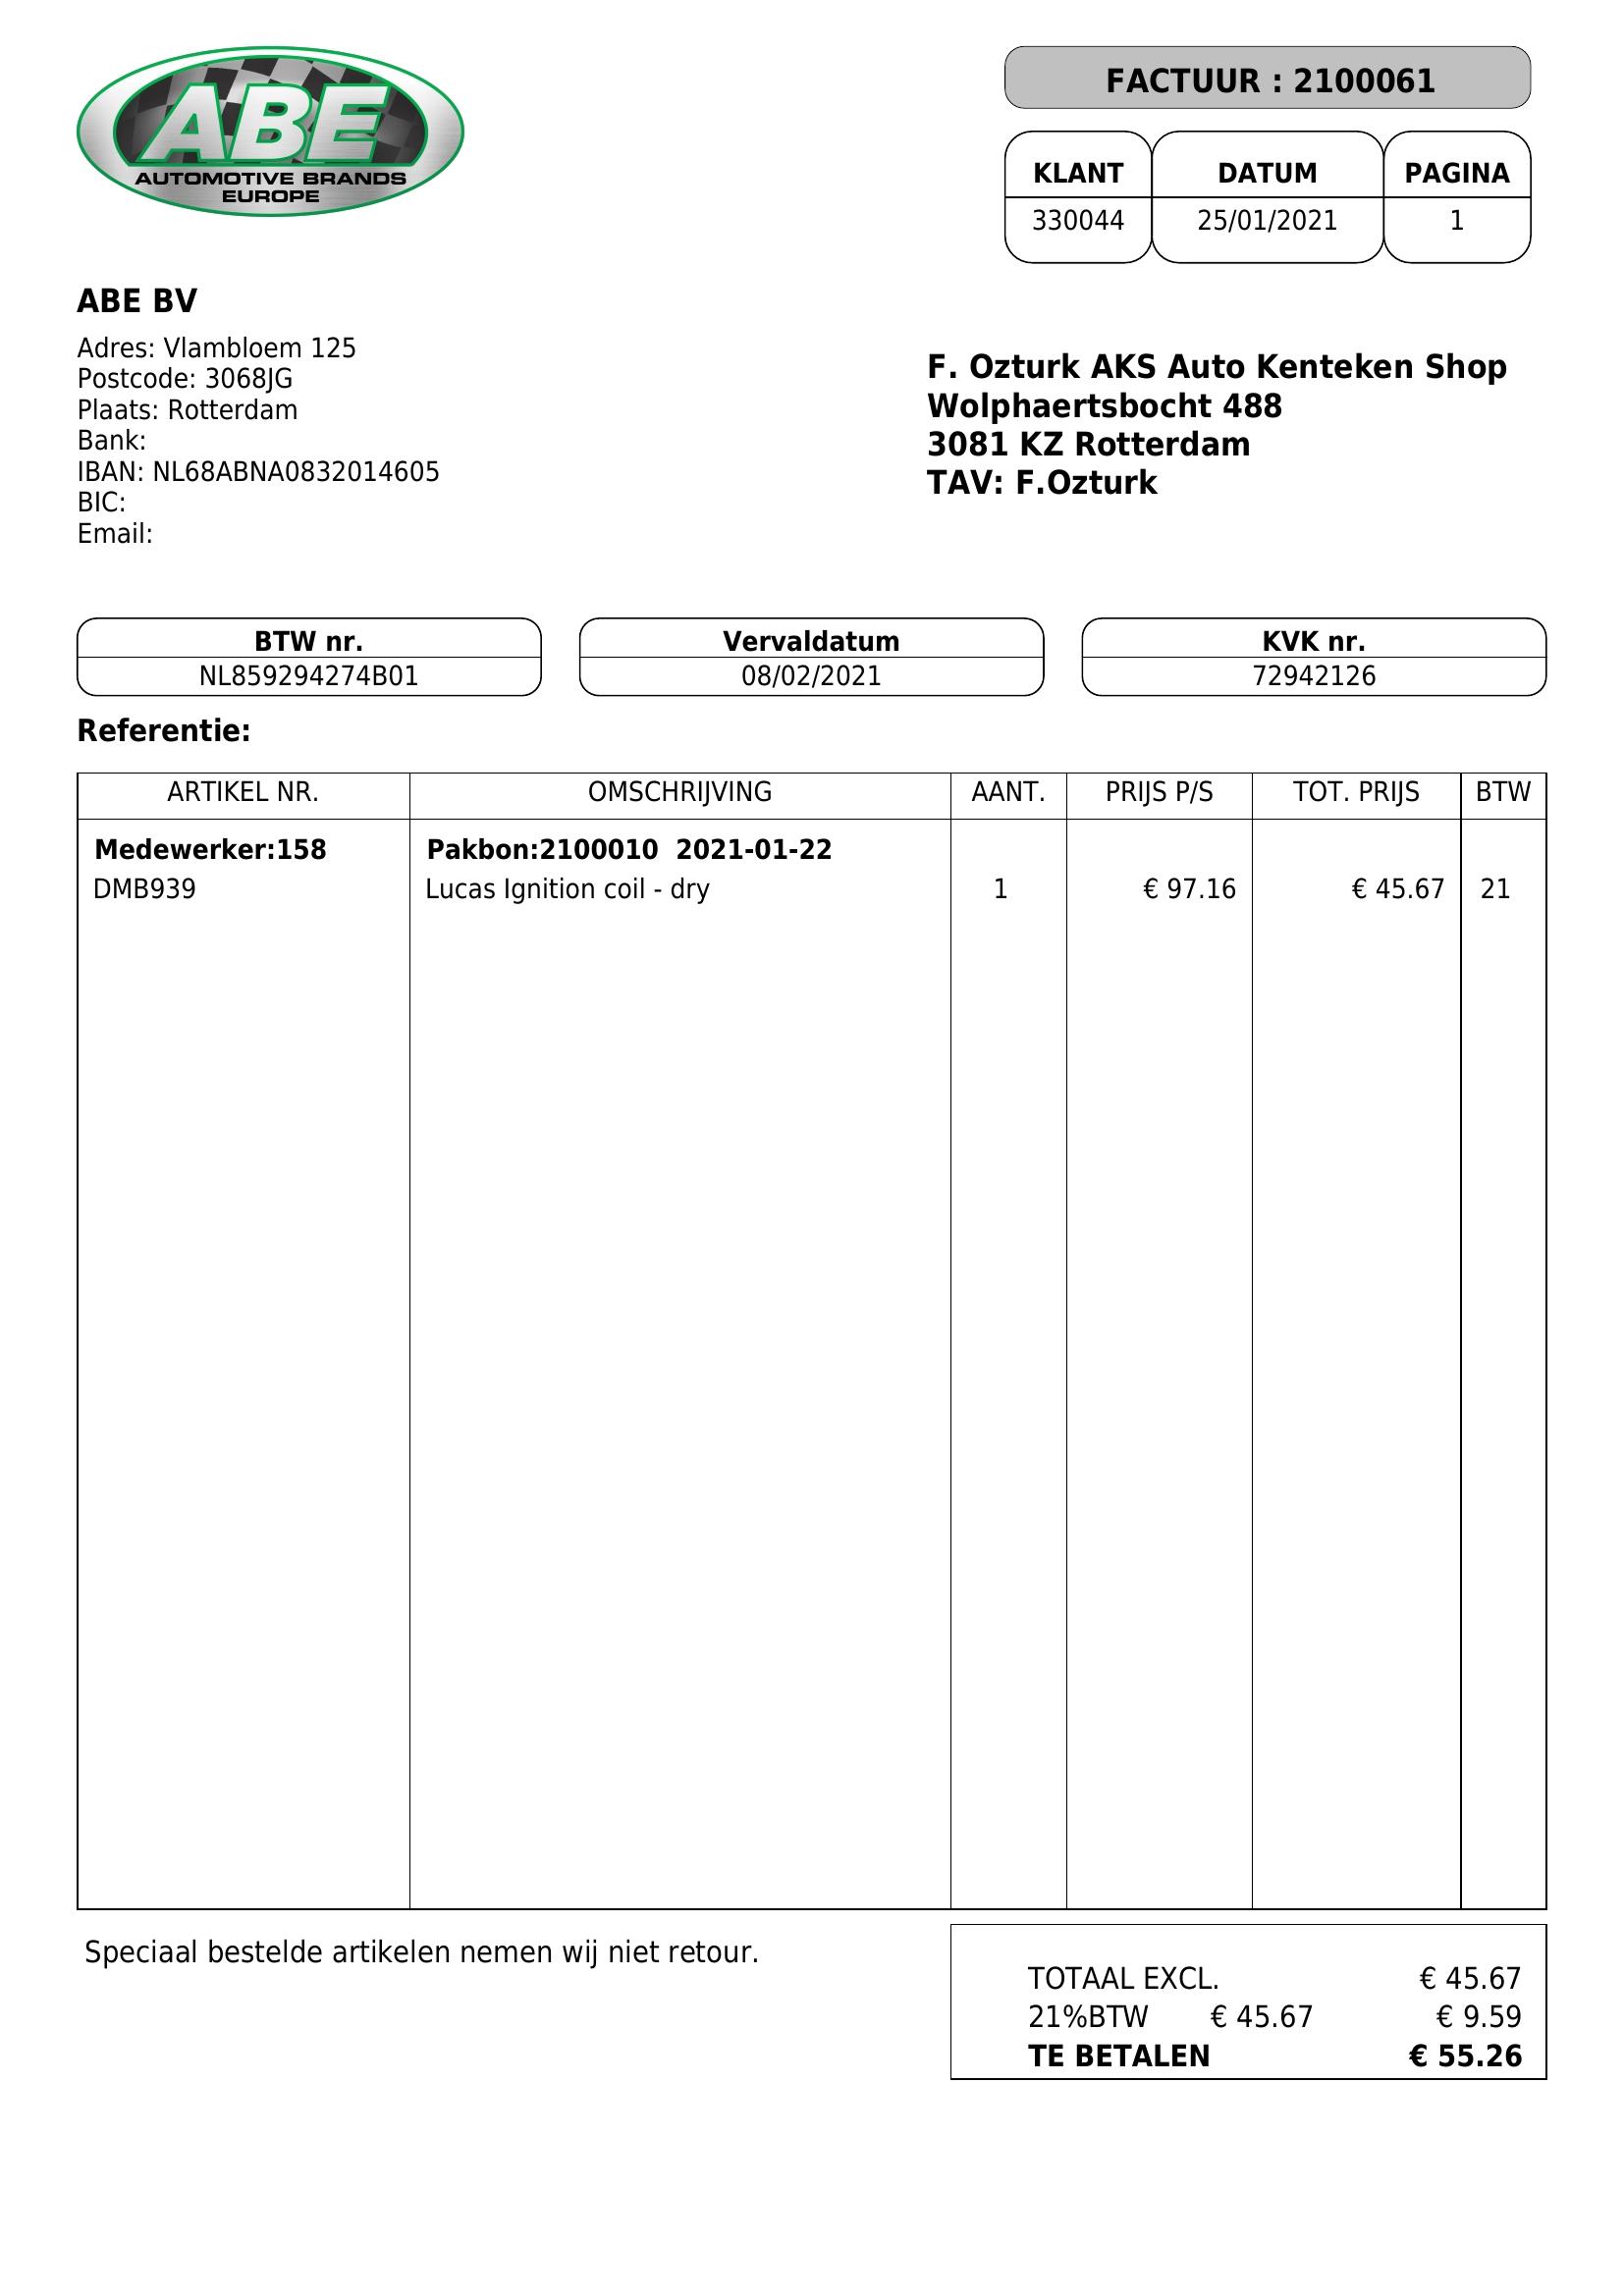 ABE
AUTOMOTIVE BRANDS
EUROPE
FACTUUR : 2100061
KLANT DATUM PAGINA
330044 25/01/2021 1
ABE BV
Adres: Vlambloem 125
Postcode: 3068JG
Plaats: Rotterdam
Bank:
IBAN: NL68ABNA0832014605
BIC:
Email:
F. Ozturk AKS Auto Kenteken Shop
Wolphaertsbocht 488
3081 KZ Rotterdam
TAV: F.Ozturk
BTW nr. Vervaldatum KVK nr.
NL859294274B01 08/02/2021 72942126
Referentie:
ARTIKEL NR. OMSCHRIJVING AANT. PRIJS P/S TOT. PRIJS BTW
Medewerker:158 Pakbon:2100010 2021-01-22
DMB939 Lucas Ignition coil - dry 1 € 97.16 € 45.67 21
Speciaal bestelde artikelen nemen wij niet retour.
TOTAAL EXCL. € 45.67
21%BTW € 45.67 € 9.59
TE BETALEN € 55.26